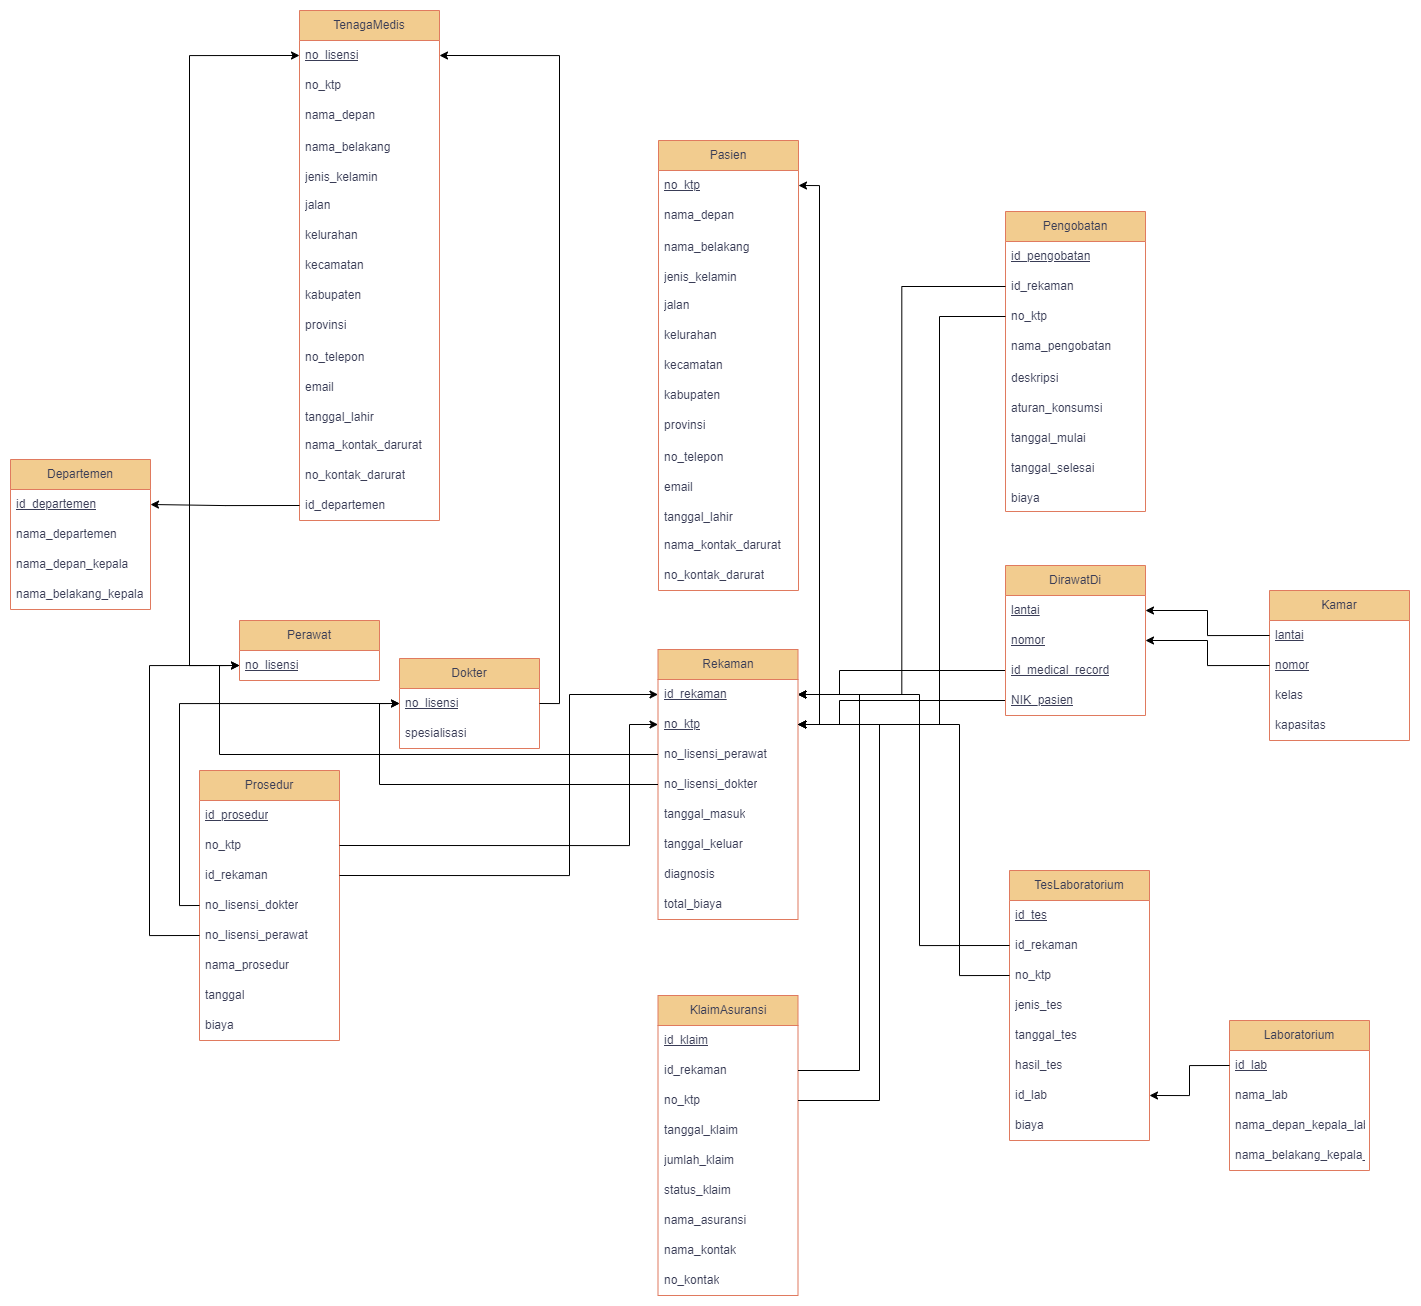 TenagaMedis
no_lisensi
no_ktp
nama_depan
nama_belakang
jenis_kelamin
jalan
kelurahan
kecamatan
kabupaten
provinsi
no_telepon
email
tanggal_lahir
nama_kontak_darurat
no_kontak_darurat
id_departemen
Pasien
no_ktp
nama_depan
nama_belakang
jenis_kelamin
jalan
kelurahan
kecamatan
kabupaten
provinsi
no_telepon
email
tanggal_lahir
nama_kontak_darurat
no_kontak_darurat
Pengobatan
id_pengobatan
id_rekaman
no_ktp
nama_pengobatan
deskripsi
aturan_konsumsi
tanggal_mulai
tanggal_selesai
biaya
Departemen
id_departemen
nama_departemen
nama_depan_kepala
nama_belakang_kepala
DirawatDi
lantai
nomor
id_medical_record
NIK_pasien
Kamar
lantai
nomor
kelas
kapasitas
Perawat
no_lisensi
Dokter
no_lisensi
spesialisasi
Rekaman
id_rekaman
no_ktp
no_lisensi_perawat
no_lisensi_dokter
tanggal_masuk
tanggal_keluar
diagnosis
total_biaya
Prosedur
id_prosedur
no_ktp
id_rekaman
no_lisensi_dokter
no_lisensi_perawat
nama_prosedur
tanggal
biaya
TesLaboratorium
id_tes
id_rekaman
no_ktp
jenis_tes
tanggal_tes
hasil_tes
id_lab
biaya
KlaimAsuransi
id_klaim
id_rekaman
no_ktp
tanggal_klaim
jumlah_klaim
status_klaim
nama_asuransi
nama_kontak
no_kontak
Laboratorium
id_lab
nama_lab
nama_depan_kepala_lal
nama_belakang_kepala_